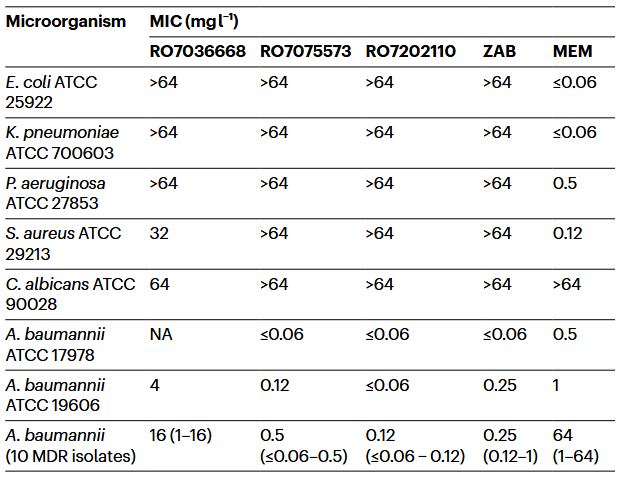 Microorganism MIC (mg l⁻¹)
RO7036668 RO7075573 RO7202110 ZAB MEM
E. coli ATCC >64 >64 >64 >64 ≤0.06
25922
K. pneumoniae >64 >64 >64 >64 ≤0.06
ATCC 700603
P. aeruginosa >64 >64 >64 >64 0.5
ATCC 27853
S. aureus ATCC 32 >64 >64 >64 0.12
29213
C. albicans ATCC 64 >64 >64 >64 >64
90028
A. baumannii NA ≤0.06 ≤0.06 ≤0.06 0.5
ATCC 17978
A. baumannii 4 0.12 ≤0.06 0.25 1
ATCC 19606
A. baumannii 16 (1–16) 0.5 0.12 0.25 64
(10 MDR isolates) (≤0.06–0.5) (≤0.06 – 0.12) (0.12–1) (1–64)